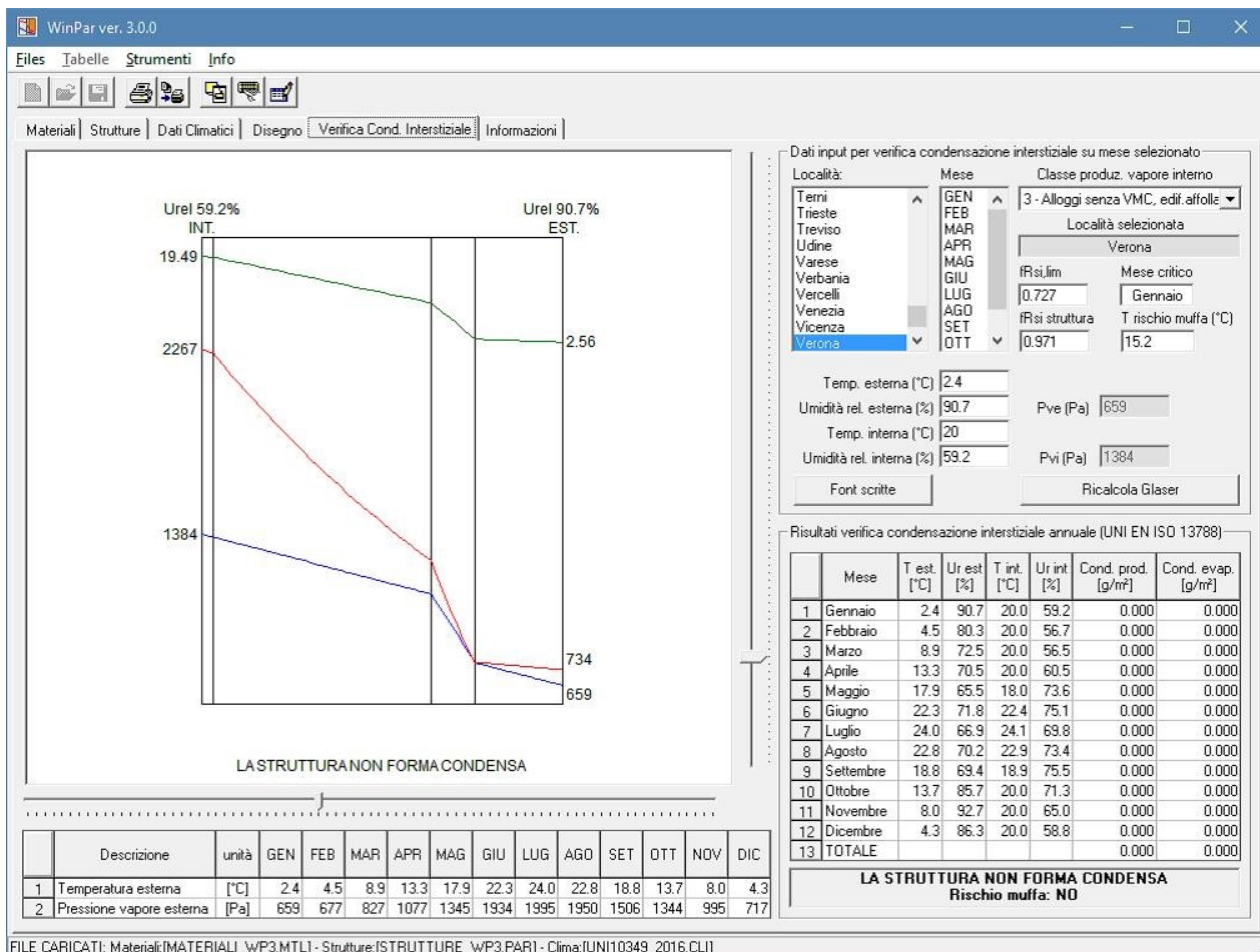 WinPar ver. 3.0.0
Files Tabelle Strumenti Info
Materiali Strutture Dati Climatici Disegno Verifica Cond. Interstiziale Informazioni
Urel 59.2% Urel 90.7%
INT. EST.
19.49
2.56
2267
1384
734
659
LA STRUTTURA NON FORMA CONDENSA
Dati input per verifica condensazione interstiziale su mese selezionato
Località: Mese Classe produz. vapore interno
Terni GEN 3 - Alloggi senza VMC, edif.affolla
Trieste FEB
Treviso MAR Località selezionata
Udine APR Verona
Varese MAG
Verbania GIU fRsi,lim Mese critico
Vercelli LUG 0.727 Gennaio
Venezia AGO fRsi struttura T rischio muffa (°C)
Vicenza SET 0.971 15.2
Verona OTT
Temp. esterna (°C) 2.4
Umidità rel. esterna (%) 90.7 Pve (Pa) 659
Temp. interna (°C) 20
Umidità rel. interna (%) 59.2 Pvi (Pa) 1384
Font scritte Ricalcola Glaser
Risultati verifica condensazione interstiziale annuale (UNI EN ISO 13788)
Mese T est. [°C] Ur est [%] T int. [°C] Ur int [%] Cond. prod. [g/m²] Cond. evap. [g/m²]
1 Gennaio 2.4 90.7 20.0 59.2 0.000 0.000
2 Febbraio 4.5 80.3 20.0 56.7 0.000 0.000
3 Marzo 8.9 72.5 20.0 56.5 0.000 0.000
4 Aprile 13.3 70.5 20.0 60.5 0.000 0.000
5 Maggio 17.9 65.5 18.0 73.6 0.000 0.000
6 Giugno 22.3 71.8 22.4 75.1 0.000 0.000
7 Luglio 24.0 66.9 24.1 69.8 0.000 0.000
8 Agosto 22.8 70.2 22.9 73.4 0.000 0.000
9 Settembre 18.8 69.4 18.9 75.5 0.000 0.000
10 Ottobre 13.7 85.7 20.0 71.3 0.000 0.000
11 Novembre 8.0 92.7 20.0 65.0 0.000 0.000
12 Dicembre 4.3 86.3 20.0 58.8 0.000 0.000
13 TOTALE 0.000 0.000
LA STRUTTURA NON FORMA CONDENSA
Rischio muffa: NO
Descrizione unità GEN FEB MAR APR MAG GIU LUG AGO SET OTT NOV DIC
1 Temperatura esterna [°C] 2.4 4.5 8.9 13.3 17.9 22.3 24.0 22.8 18.8 13.7 8.0 4.3
2 Pressione vapore esterna [Pa] 659 677 827 1077 1345 1934 1995 1950 1506 1344 995 717
FILE CARICATI: Materiali:[MATERIALI_WP3.MTL] - Strutture:[STRUTTURE_WP3.PAR] - Clima:[UNI10349_2016.CLI]